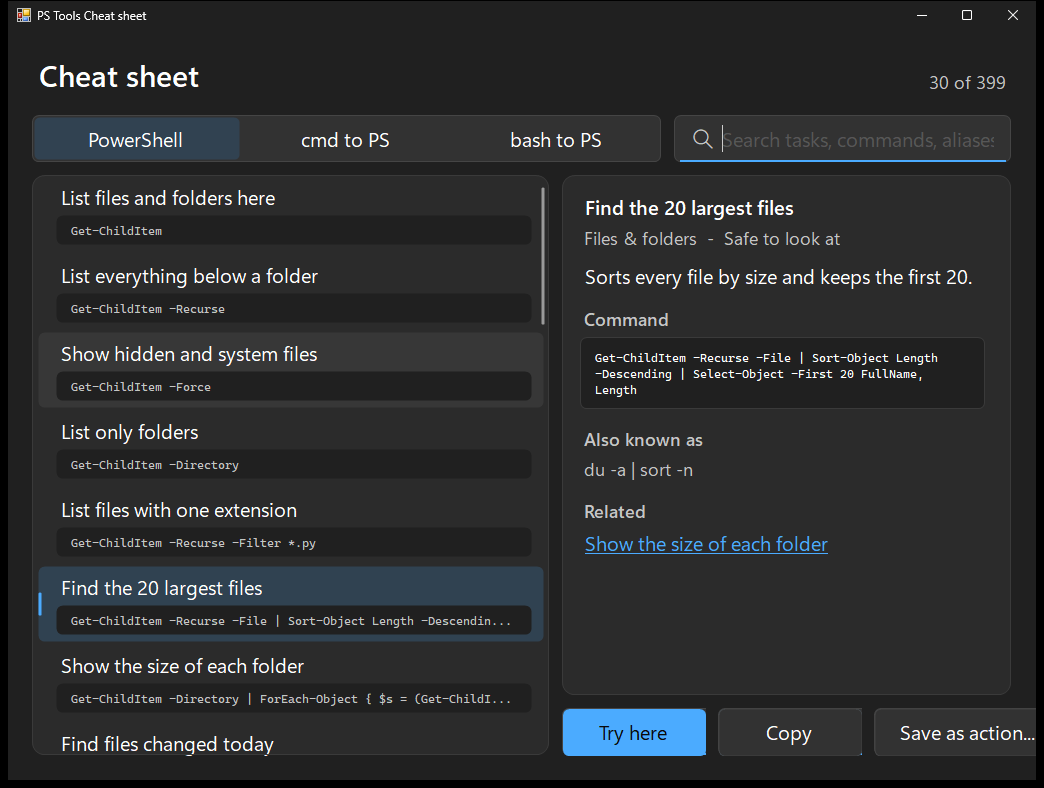 PS Tools Cheat sheet
Cheat sheet
30 of 399
PowerShell
cmd to PS
bash to PS
Search tasks, commands, aliases
List files and folders here
Get-ChildItem
List everything below a folder
Get-ChildItem -Recurse
Show hidden and system files
Get-ChildItem -Force
List only folders
Get-ChildItem -Directory
List files with one extension
Get-ChildItem -Recurse -Filter *.py
Find the 20 largest files
Get-ChildItem -Recurse -File | Sort-Object Length -Descendin...
Show the size of each folder
Get-ChildItem -Directory | ForEach-Object { $s = (Get-ChildI...
Find files changed today
Find the 20 largest files
Files & folders - Safe to look at
Sorts every file by size and keeps the first 20.
Command
Get-ChildItem -Recurse -File | Sort-Object Length
-Descending | Select-Object -First 20 FullName,
Length
Also known as
du -a | sort -n
Related
Show the size of each folder
Try here
Copy
Save as action...